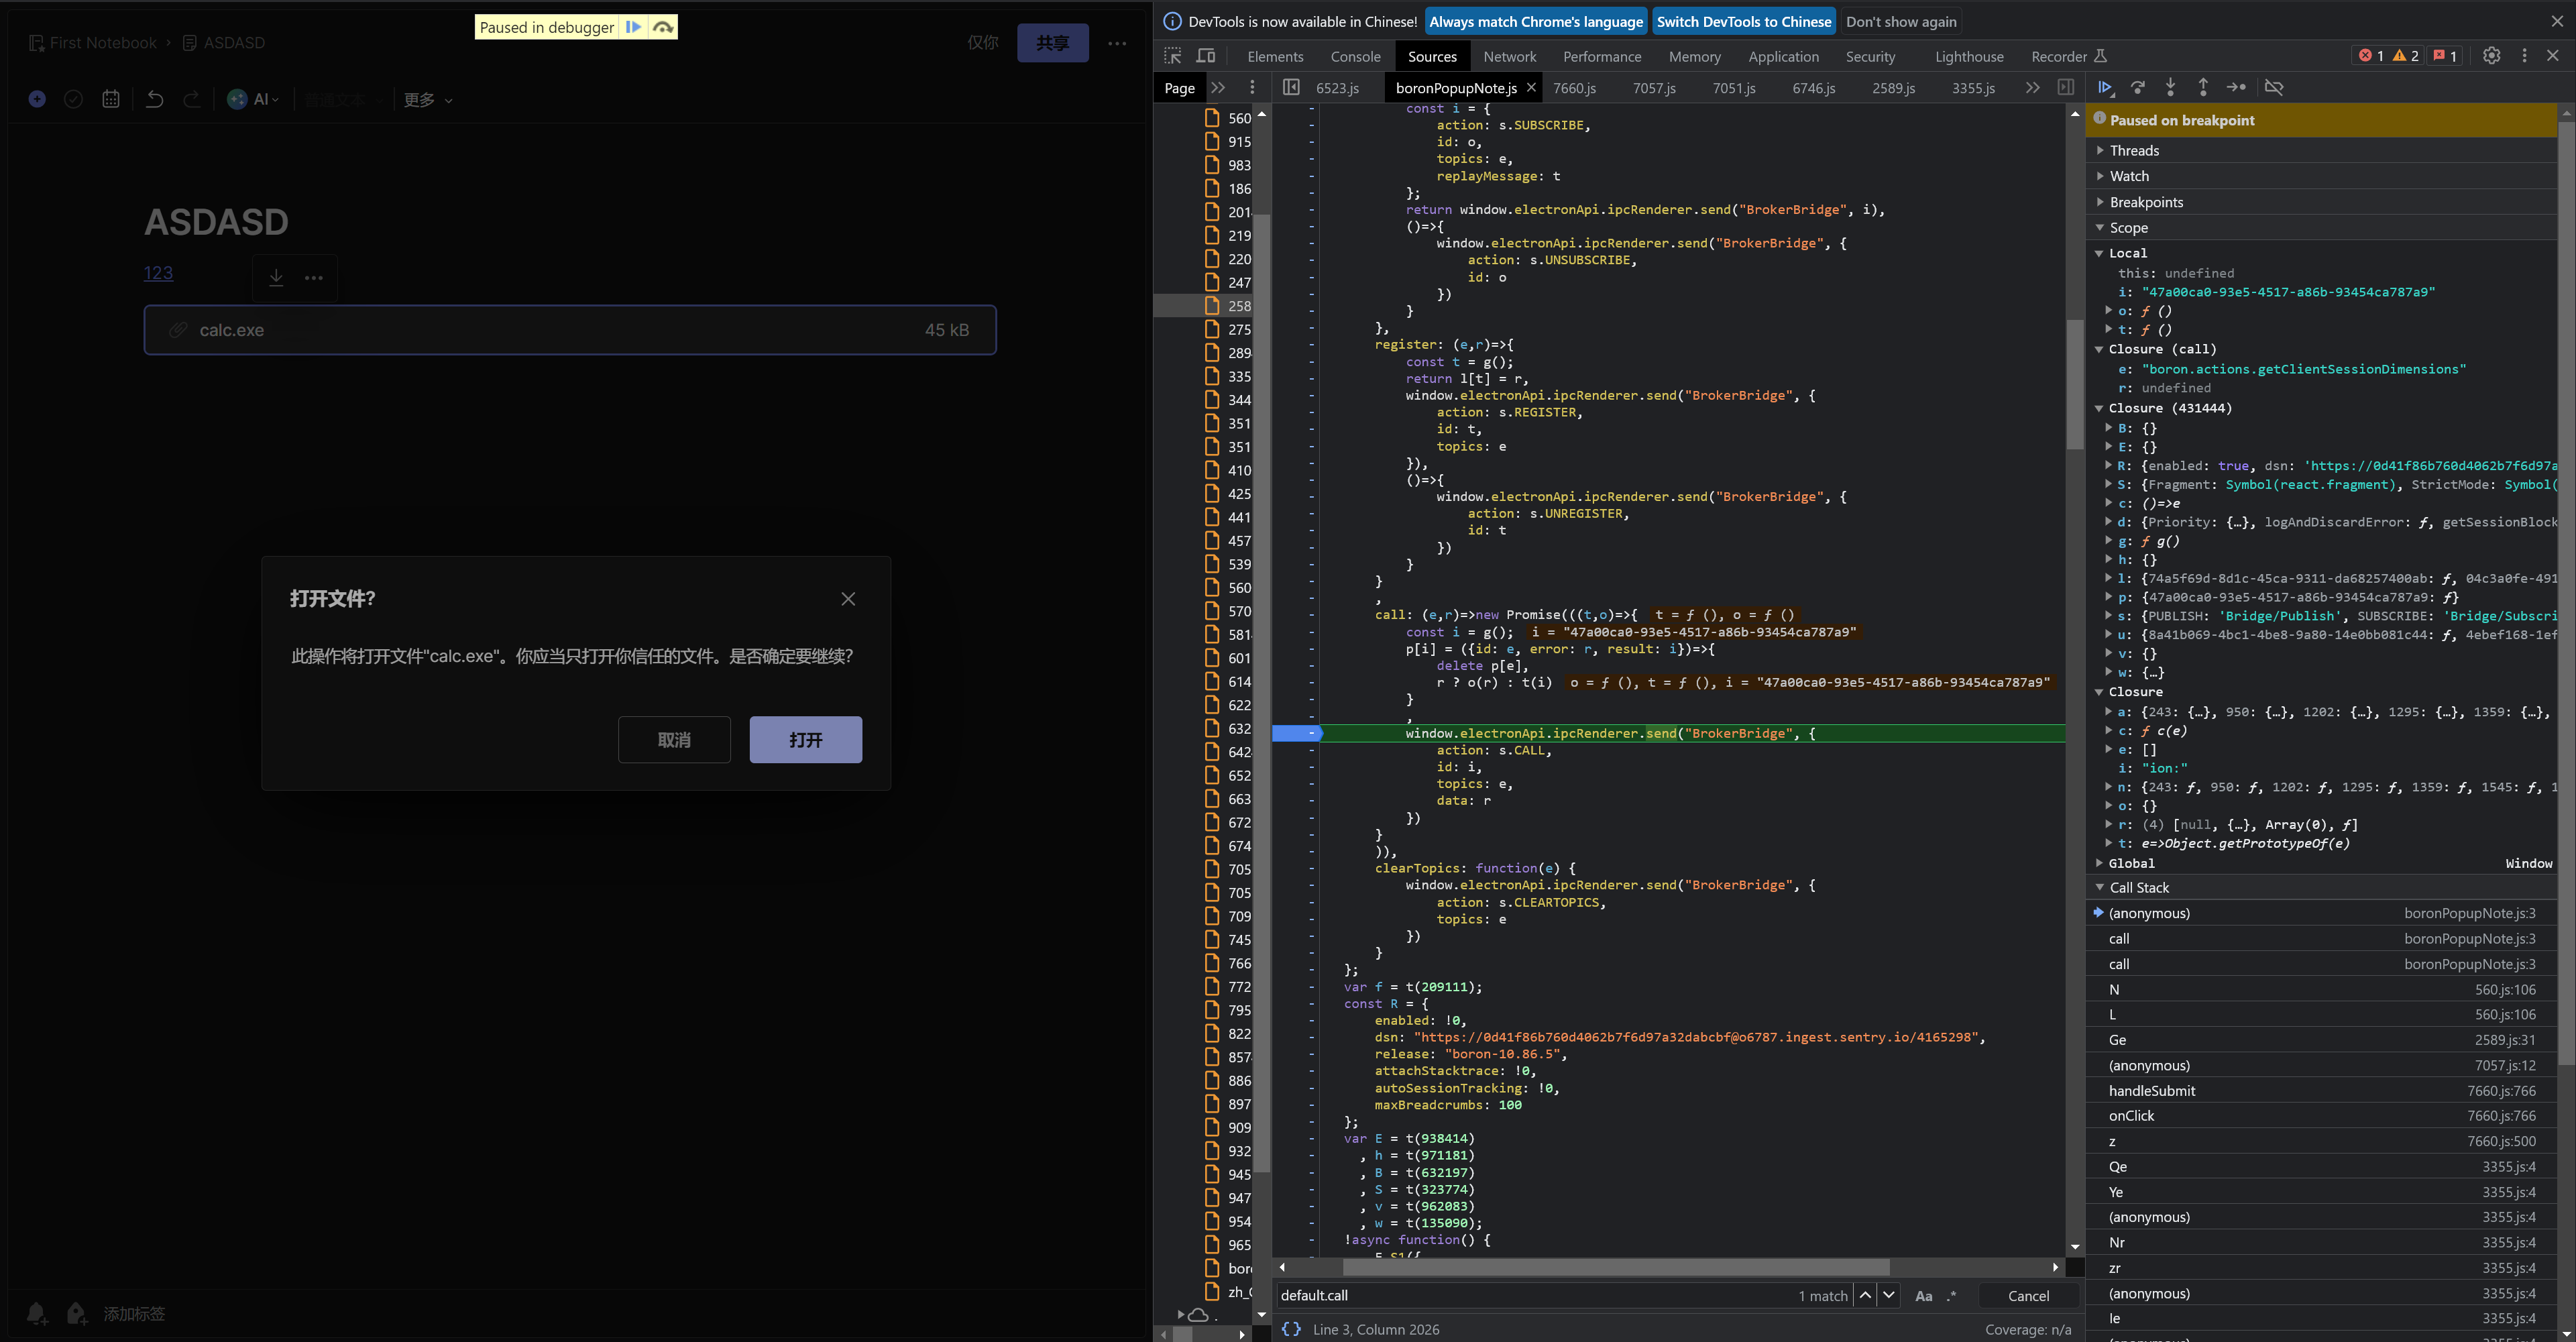 Paused in debugger
First Notebook › ASDASD
仅你
共享
AI
普通文本
更多
ASDASD
123
calc.exe
45 kB
打开文件?
此操作将打开文件"calc.exe"。你应当只打开你信任的文件。是否确定要继续?
取消
打开
添加标签
DevTools is now available in Chinese!
Always match Chrome's language
Switch DevTools to Chinese
Don't show again
Elements
Console
Sources
Network
Performance
Memory
Application
Security
Lighthouse
Recorder
1
2
1
Page
6523.js
boronPopupNote.js
7660.js
7057.js
7051.js
6746.js
2589.js
3355.js
560
915
983
186
201
219
220
247
258
275
289
335
344
351
351
410
425
441
457
539
560
570
581
601
614
622
632
642
652
663
672
674
705
705
709
745
766
772
795
822
857
886
897
909
932
945
947
954
965
bor
zh_
const i = {
action: s.SUBSCRIBE,
id: o,
topics: e,
replayMessage: t
};
return window.electronApi.ipcRenderer.send("BrokerBridge", i),
()=>{
window.electronApi.ipcRenderer.send("BrokerBridge", {
action: s.UNSUBSCRIBE,
id: o
})
}
},
register: (e,r)=>{
const t = g();
return l[t] = r,
window.electronApi.ipcRenderer.send("BrokerBridge", {
action: s.REGISTER,
id: t,
topics: e
}),
()=>{
window.electronApi.ipcRenderer.send("BrokerBridge", {
action: s.UNREGISTER,
id: t
})
}
}
,
call: (e,r)=>new Promise(((t,o)=>{ t = ƒ (), o = ƒ ()
const i = g(); i = "47a00ca0-93e5-4517-a86b-93454ca787a9"
p[i] = ({id: e, error: r, result: i})=>{
delete p[e],
r ? o(r) : t(i) o = ƒ (), t = ƒ (), i = "47a00ca0-93e5-4517-a86b-93454ca787a9"
}
,
window.electronApi.ipcRenderer.send("BrokerBridge", {
action: s.CALL,
id: i,
topics: e,
data: r
})
}
)),
clearTopics: function(e) {
window.electronApi.ipcRenderer.send("BrokerBridge", {
action: s.CLEARTOPICS,
topics: e
})
}
};
var f = t(209111);
const R = {
enabled: !0,
dsn: "https://0d41f86b760d4062b7f6d97a32dabcbf@o6787.ingest.sentry.io/4165298",
release: "boron-10.86.5",
attachStacktrace: !0,
autoSessionTracking: !0,
maxBreadcrumbs: 100
};
var E = t(938414)
, h = t(971181)
, B = t(632197)
, S = t(323774)
, v = t(962083)
, w = t(135090);
!async function() {
E.S1({
default.call
1 match
Aa
.*
Cancel
{} Line 3, Column 2026
Coverage: n/a
Paused on breakpoint
Threads
Watch
Breakpoints
Scope
Local
this: undefined
i: "47a00ca0-93e5-4517-a86b-93454ca787a9"
o: ƒ ()
t: ƒ ()
Closure (call)
e: "boron.actions.getClientSessionDimensions"
r: undefined
Closure (431444)
B: {}
E: {}
R: {enabled: true, dsn: 'https://0d41f86b760d4062b7f6d97a
S: {Fragment: Symbol(react.fragment), StrictMode: Symbol(
c: ()=>e
d: {Priority: {…}, logAndDiscardError: ƒ, getSessionBlock
g: ƒ g()
h: {}
l: {74a5f69d-8d1c-45ca-9311-da68257400ab: ƒ, 04c3a0fe-491
p: {47a00ca0-93e5-4517-a86b-93454ca787a9: ƒ}
s: {PUBLISH: 'Bridge/Publish', SUBSCRIBE: 'Bridge/Subscri
u: {8a41b069-4bc1-4be8-9a80-14e0bb081c44: ƒ, 4ebef168-1ef
v: {}
w: {…}
Closure
a: {243: {…}, 950: {…}, 1202: {…}, 1295: {…}, 1359: {…},
c: ƒ c(e)
e: []
i: "ion:"
n: {243: ƒ, 950: ƒ, 1202: ƒ, 1295: ƒ, 1359: ƒ, 1545: ƒ, 1
o: {}
r: (4) [null, {…}, Array(0), ƒ]
t: e=>Object.getPrototypeOf(e)
Global Window
Call Stack
(anonymous) boronPopupNote.js:3
call boronPopupNote.js:3
call boronPopupNote.js:3
N 560.js:106
L 560.js:106
Ge 2589.js:31
(anonymous) 7057.js:12
handleSubmit 7660.js:766
onClick 7660.js:766
z 7660.js:500
Qe 3355.js:4
Ye 3355.js:4
(anonymous) 3355.js:4
Nr 3355.js:4
zr 3355.js:4
(anonymous) 3355.js:4
Ie 3355.js:4
(anonymous) 3355.js:4